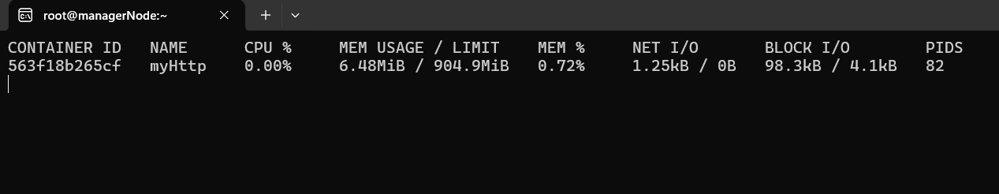 root@managerNode:~
CONTAINER ID   NAME      CPU %     MEM USAGE / LIMIT    MEM %     NET I/O       BLOCK I/O        PIDS
563f18b265cf   myHttp    0.00%     6.48MiB / 904.9MiB   0.72%     1.25kB / 0B   98.3kB / 4.1kB   82